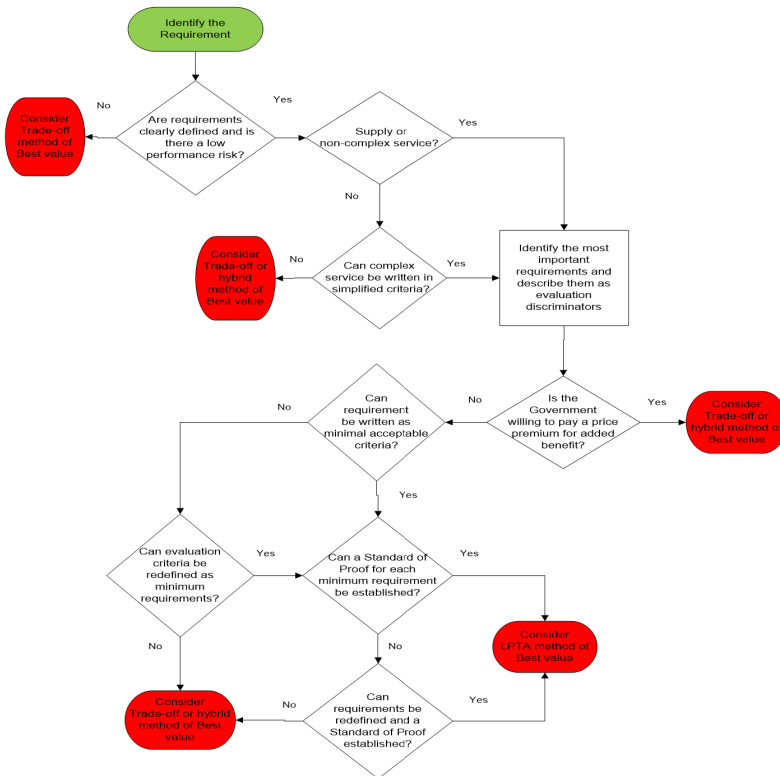 Identify the
Requirement
No
Yes
Yes
Consider
Trade-off
method of
Best value
Are requirements
clearly defined and is
there a low
performance risk?
Supply or
non-complex service?
No
Consider
Trade-off or
hybrid
method of
Best value
No
Can complex
service be written in
simplified criteria?
Yes
Identify the most
important
requirements and
describe them as
evaluation
discriminators
No
Can
requirement
be written as
minimal acceptable
criteria?
No
Is the
Government
willing to pay a price
premium for added
benefit?
Yes
Consider
Trade-off or
hybrid method of
Best value
Yes
Can evaluation
criteria be
redefined as
minimum
requirements?
Yes
Can a Standard of
Proof for each
minimum requirement
be established?
Yes
No
No
Consider
LPTA method of
Best value
Consider
Trade-off or hybrid
method of Best
value
No
Can
requirements be
redefined and a
Standard of Proof
established?
Yes